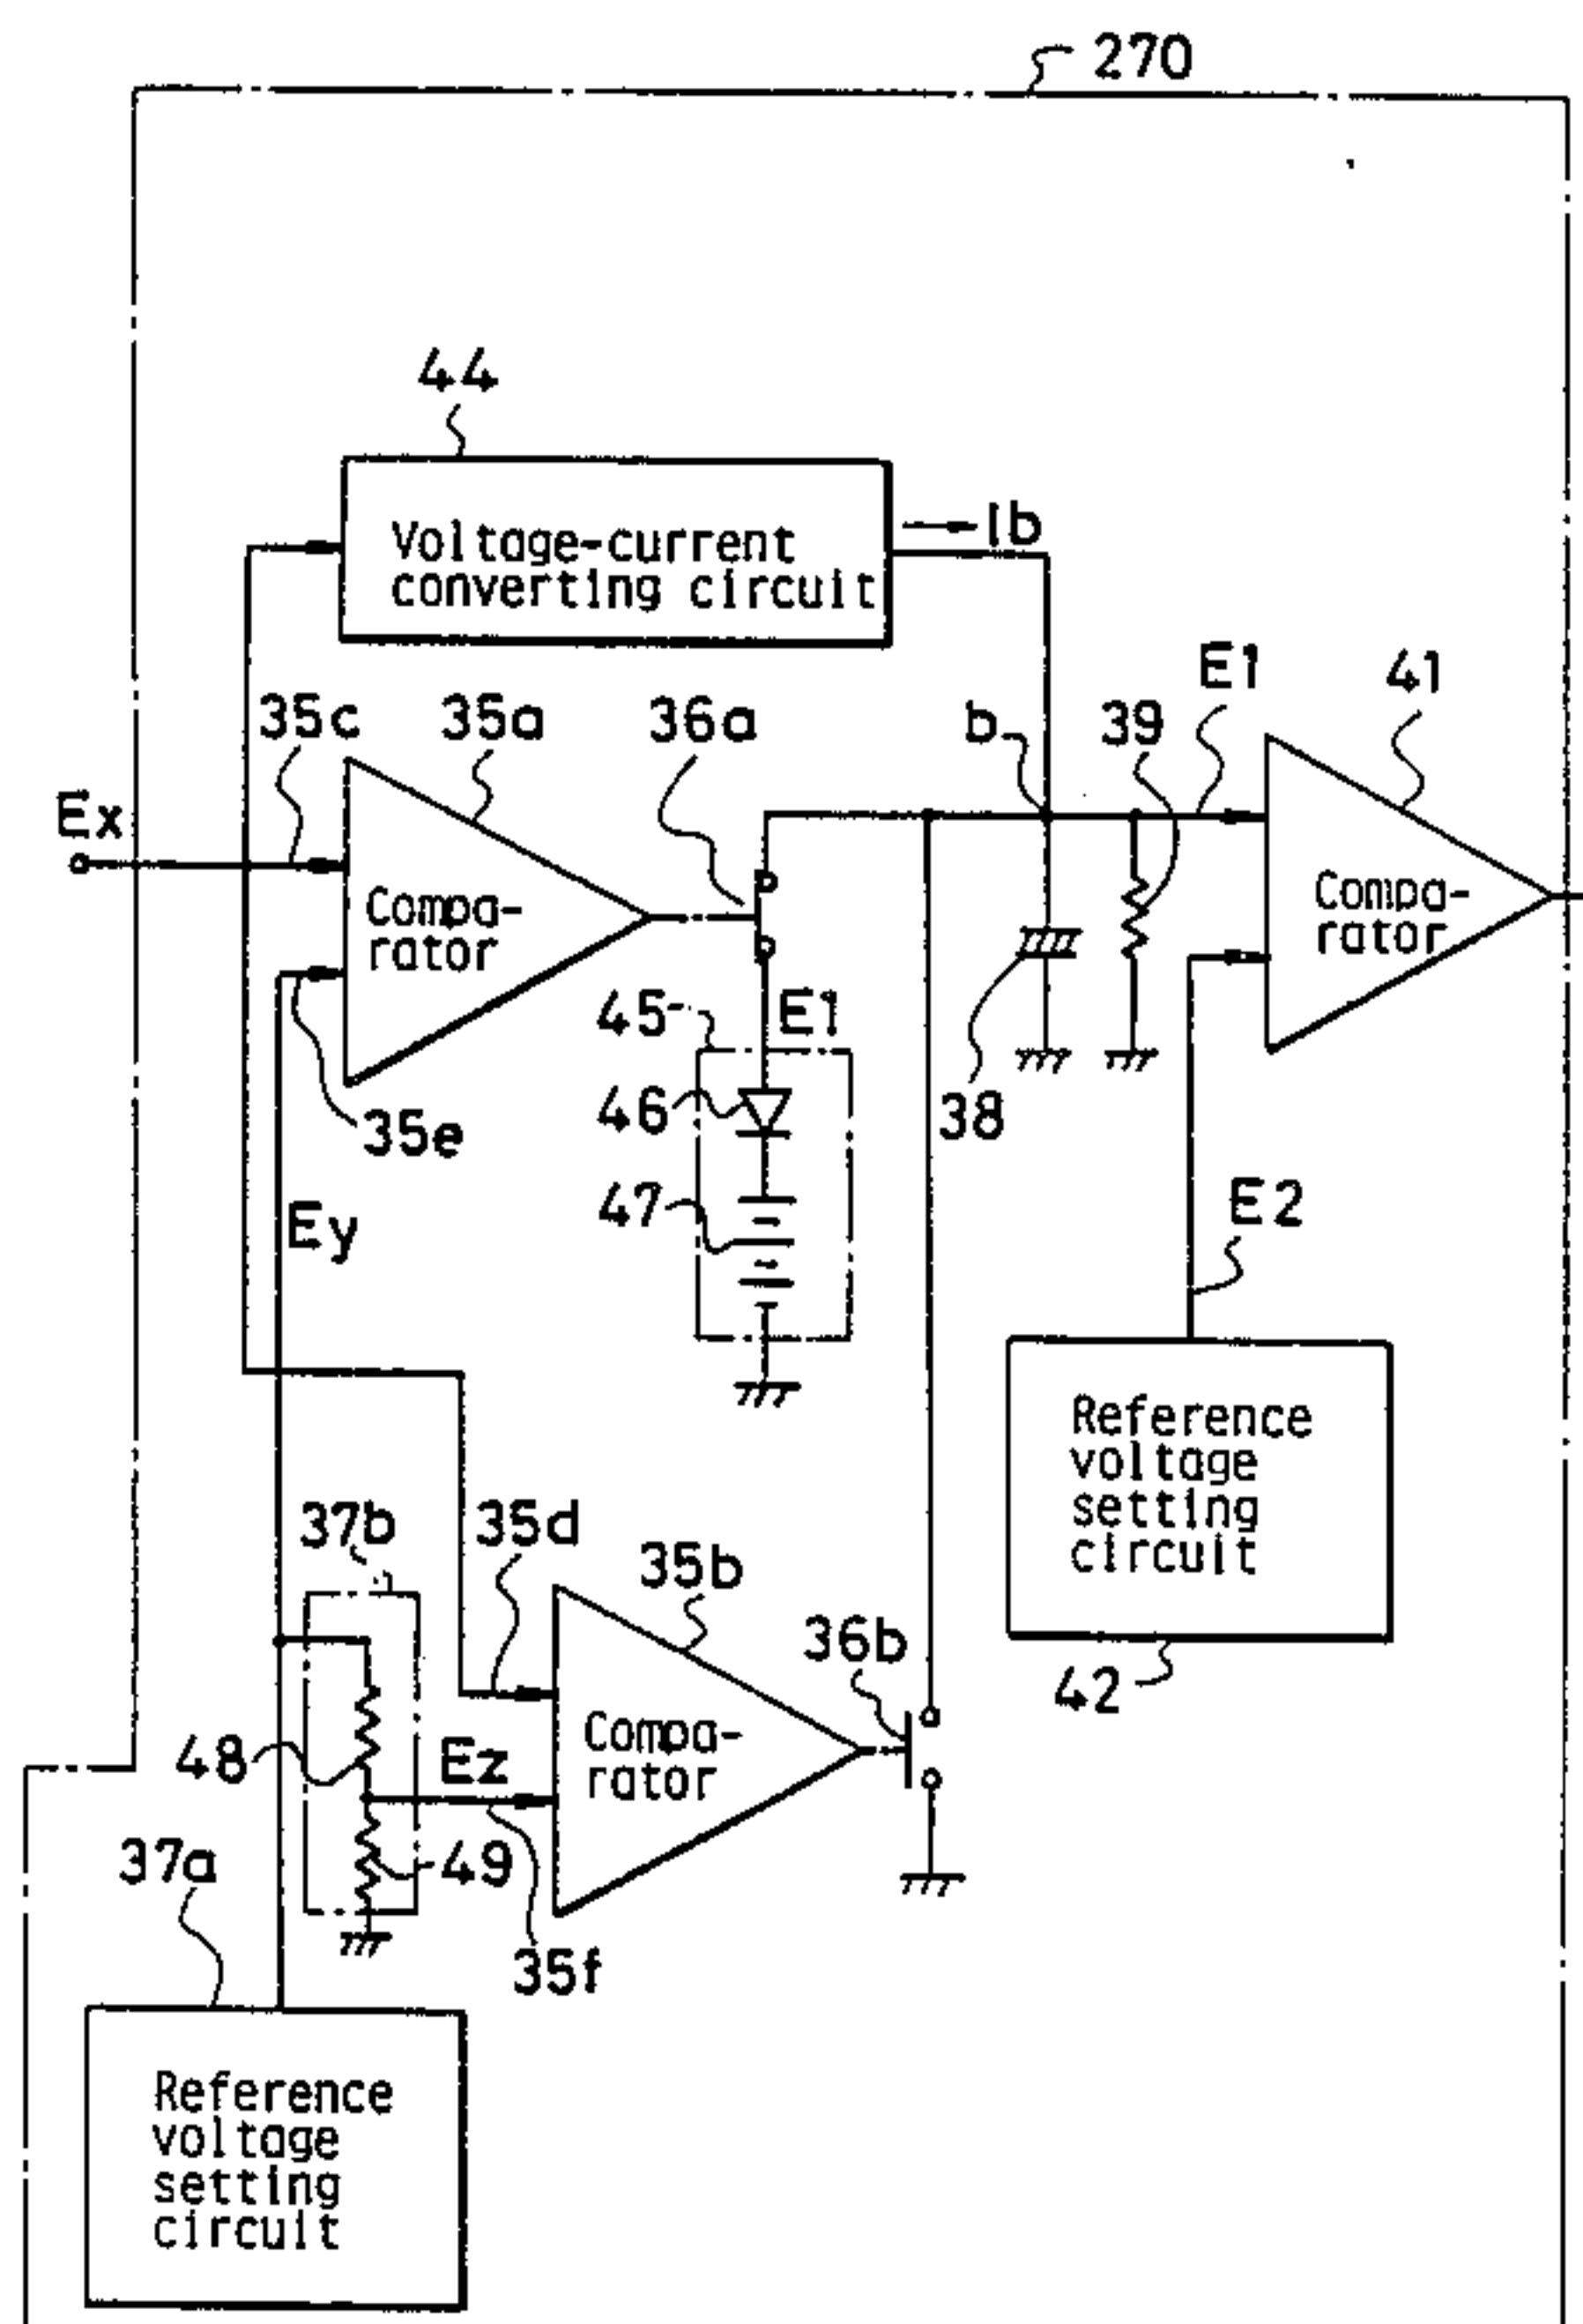 270
44
Voltage-current
converting circuit
Ib
35c
35a
36a
b
39
E1
41
Ex
Compa-
rator
Compa-
rator
45
E1
46
38
35e
47
E2
Ey
Reference
voltage
setting
circuit
37b
35d
35b
36b
42
48
Ez
Compa-
rator
37a
49
35f
Reference
voltage
setting
circuit